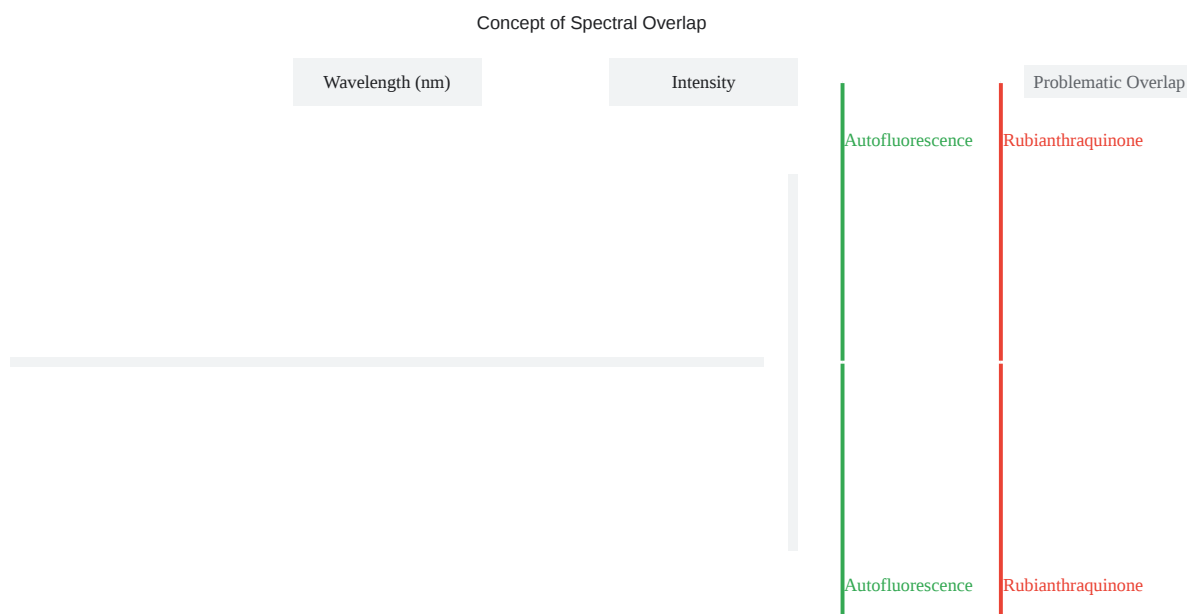 Concept of Spectral Overlap
Wavelength (nm)
Intensity
Problematic Overlap
Autofluorescence
Rubianthraquinone
Autofluorescence
Rubianthraquinone